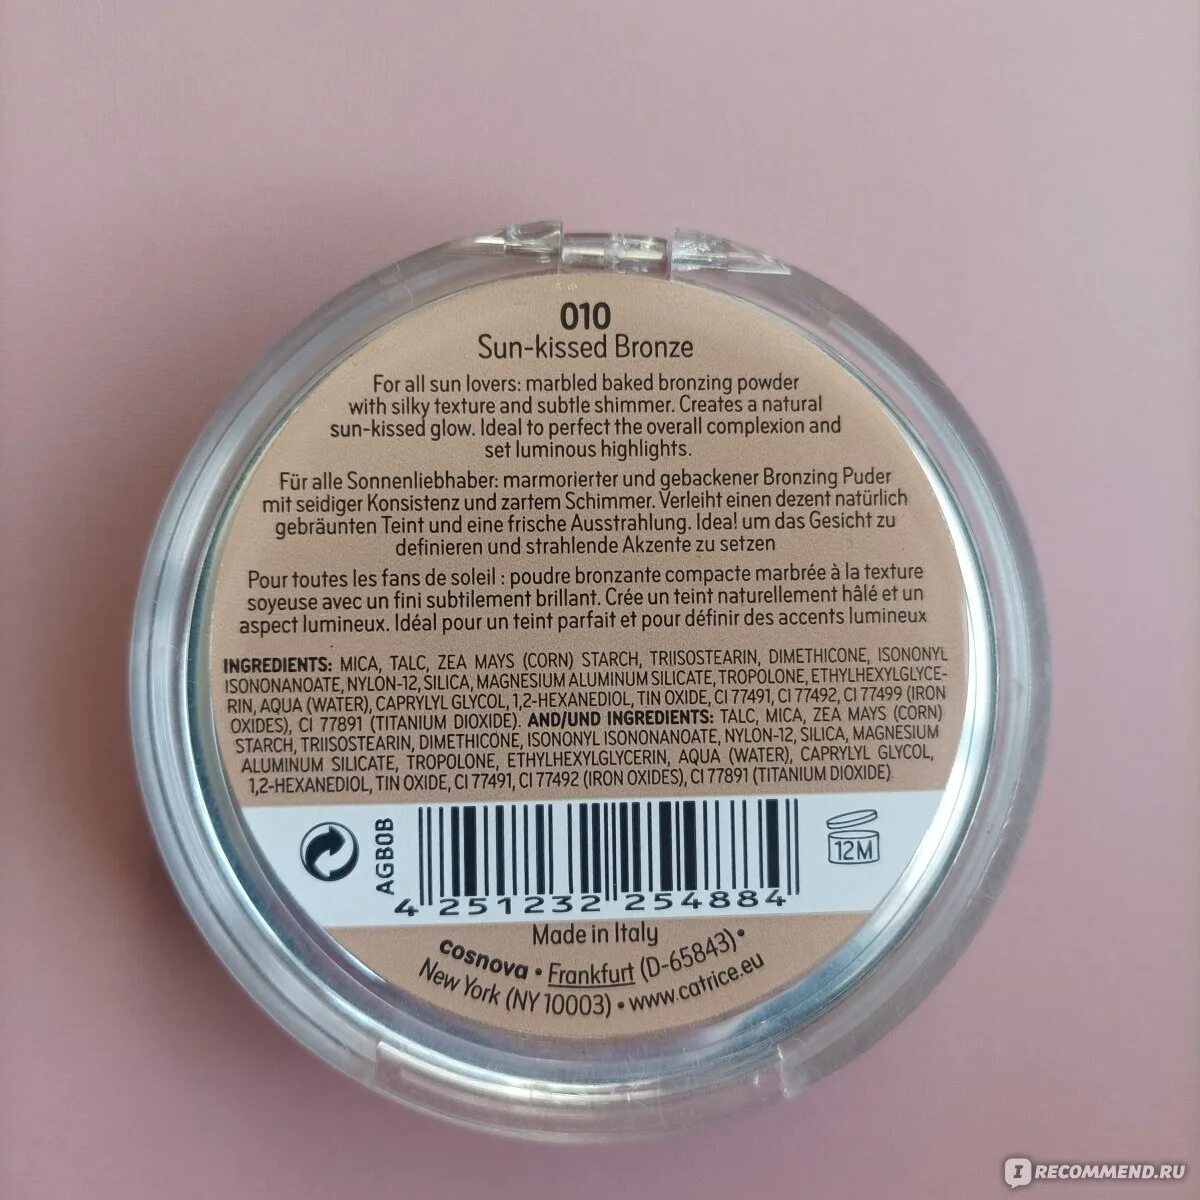 010
Sun-kissed Bronze
For all sun lovers: marbled baked bronzing powder
with silky texture and subtle shimmer. Creates a natural
sun-kissed glow. Ideal to perfect the overall complexion and
set luminous highlights.
Für alle Sonnenliebhaber: marmorierter und gebackener Bronzing Puder
mit seidiger Konsistenz und zartem Schimmer. Verleiht einen dezent natürlich
gebräunten Teint und eine frische Ausstrahlung. Ideal um das Gesicht zu
definieren und strahlende Akzente zu setzen
Pour toutes les fans de soleil : poudre bronzante compacte marbrée à la texture
soyeuse avec un fini subtilement brillant. Crée un teint naturellement hâlé et un
aspect lumineux. Idéal pour un teint parfait et pour définir des accents lumineux
INGREDIENTS: MICA, TALC, ZEA MAYS (CORN) STARCH, TRIISOSTEARIN, DIMETHICONE, ISONONYL
ISONONANOATE, NYLON-12, SILICA, MAGNESIUM ALUMINUM SILICATE, TROPOLONE, ETHYLHEXYLGLYCE-
RIN, AQUA (WATER), CAPRYLYL GLYCOL, 1,2-HEXANEDIOL, TIN OXIDE, CI 77491, CI 77492, CI 77499 (IRON
OXIDES), CI 77891 (TITANIUM DIOXIDE). AND/UND INGREDIENTS: TALC, MICA, ZEA MAYS (CORN)
STARCH, TRIISOSTEARIN, DIMETHICONE, ISONONYL ISONONANOATE, NYLON-12, SILICA, MAGNESIUM
ALUMINUM SILICATE, TROPOLONE, ETHYLHEXYLGLYCERIN, AQUA (WATER), CAPRYLYL GLYCOL,
1,2-HEXANEDIOL, TIN OXIDE, CI 77491, CI 77492 (IRON OXIDES), CI 77891 (TITANIUM DIOXIDE)
AGB0B
4 251232 254884
12M
Made in Italy
cosnova • Frankfurt (D-65843) •
New York (NY 10003) • www.catrice.eu
IRECOMMEND.RU